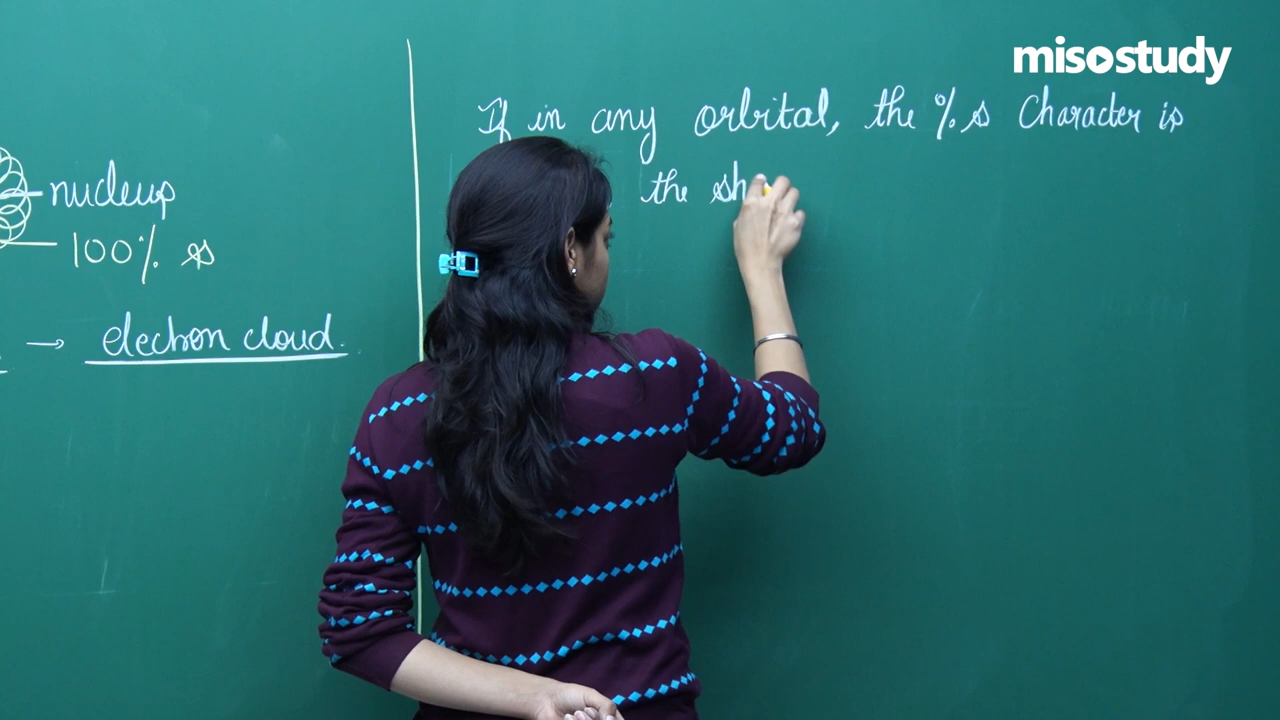 misostudy
nucleus
100% s
→ electron cloud.
If in any orbital, the % s Character is
the sh